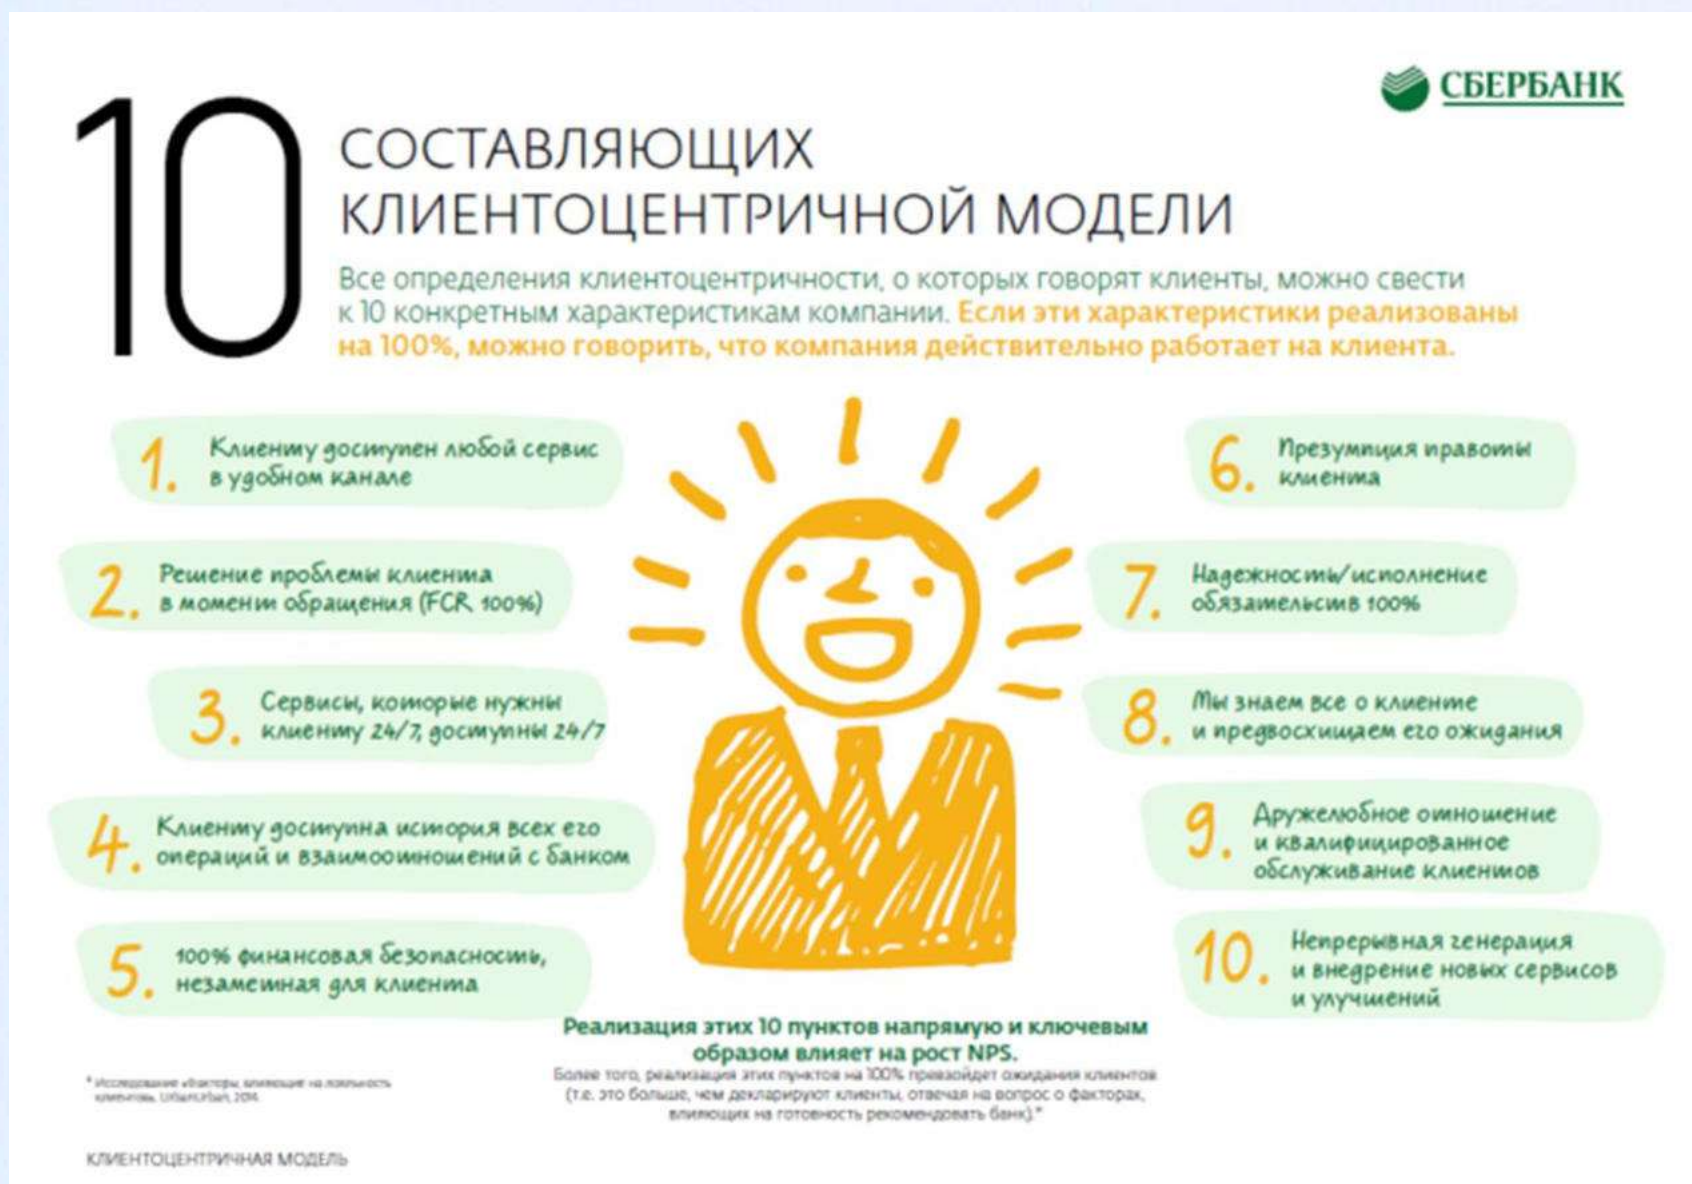 СБЕРБАНК
10
СОСТАВЛЯЮЩИХ
КЛИЕНТОЦЕНТРИЧНОЙ МОДЕЛИ
Все определения клиентоцентричности, о которых говорят клиенты, можно свести
к 10 конкретным характеристикам компании. Если эти характеристики реализованы
на 100%, можно говорить, что компания действительно работает на клиента.
1. Клиенту доступен любой сервис
в удобном канале
2. Решение проблемы клиента
в момент обращения (FCR 100%)
3. Сервисы, которые нужны
клиенту 24/7, доступны 24/7
4. Клиенту доступна история всех его
операций и взаимоотношений с банком
5. 100% финансовая безопасность,
незаметная для клиента
6. Презумпция правоты
клиента
7. Надежность/исполнение
обязательств 100%
8. Мы знаем все о клиенте
и предвосхищаем его ожидания
9. Дружелюбное отношение
и квалифицированное
обслуживание клиентов
10. Непрерывная генерация
и внедрение новых сервисов
и улучшений
Реализация этих 10 пунктов напрямую и ключевым
образом влияет на рост NPS.
Более того, реализация этих пунктов на 100% превзойдет ожидания клиентов
(т.е. это больше, чем декларируют клиенты, отвечая на вопрос о факторах,
влияющих на готовность рекомендовать банк).*
* Исследование «Факторы, влияющие на лояльность
клиентов»,
КЛИЕНТОЦЕНТРИЧНАЯ МОДЕЛЬ